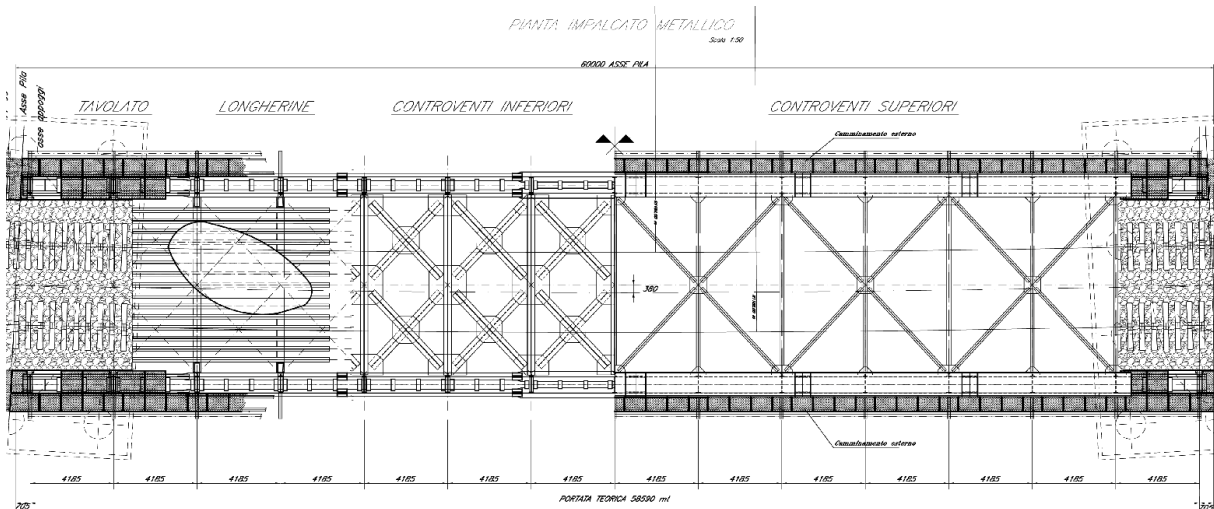 PIANTA IMPALCATO METALLICO
Scala 1:50
60000 ASSE PILA
Asse Pila
asse appoggi
TAVOLATO
LONGHERINE
CONTROVENTI INFERIORI
CONTROVENTI SUPERIORI
Camminamento esterno
380
Camminamento esterno
4185 4185 4185 4185 4185 4185 4185 4185 4185 4185 4185 4185 4185 4185
705
PORTATA TEORICA 58590 ml
705